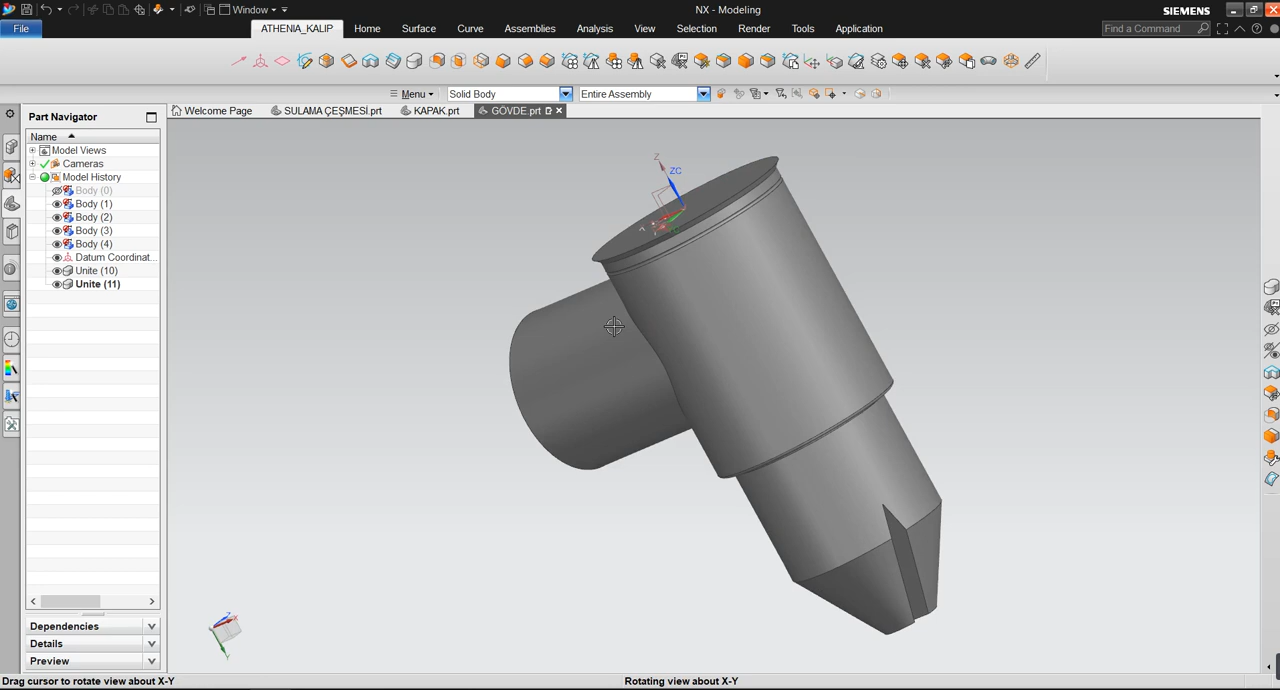 Window
NX - Modeling
SIEMENS
File
ATHENIA_KALIP
Home
Surface
Curve
Assemblies
Analysis
View
Selection
Render
Tools
Application
Find a Command
Menu
Solid Body
Entire Assembly
Welcome Page
SULAMA ÇEŞMESİ.prt
KAPAK.prt
GÖVDE.prt
Part Navigator
Name
Model Views
Cameras
Model History
Body (0)
Body (1)
Body (2)
Body (3)
Body (4)
Datum Coordinat...
Unite (10)
Unite (11)
Z
ZC
Z
X
Y
Dependencies
Details
Preview
Drag cursor to rotate view about X-Y
Rotating view about X-Y